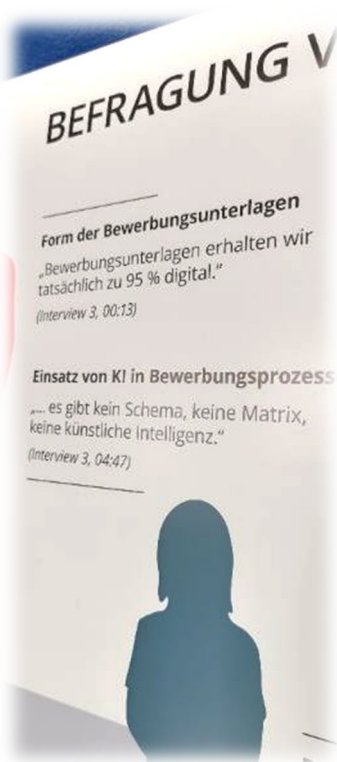 BEFRAGUNG V
Form der Bewerbungsunterlagen
„Bewerbungsunterlagen erhalten wir
tatsächlich zu 95 % digital.“
(Interview 3, 00:13)
Einsatz von KI in Bewerbungsprozess
„... es gibt kein Schema, keine Matrix,
keine künstliche Intelligenz.“
(Interview 3, 04:47)